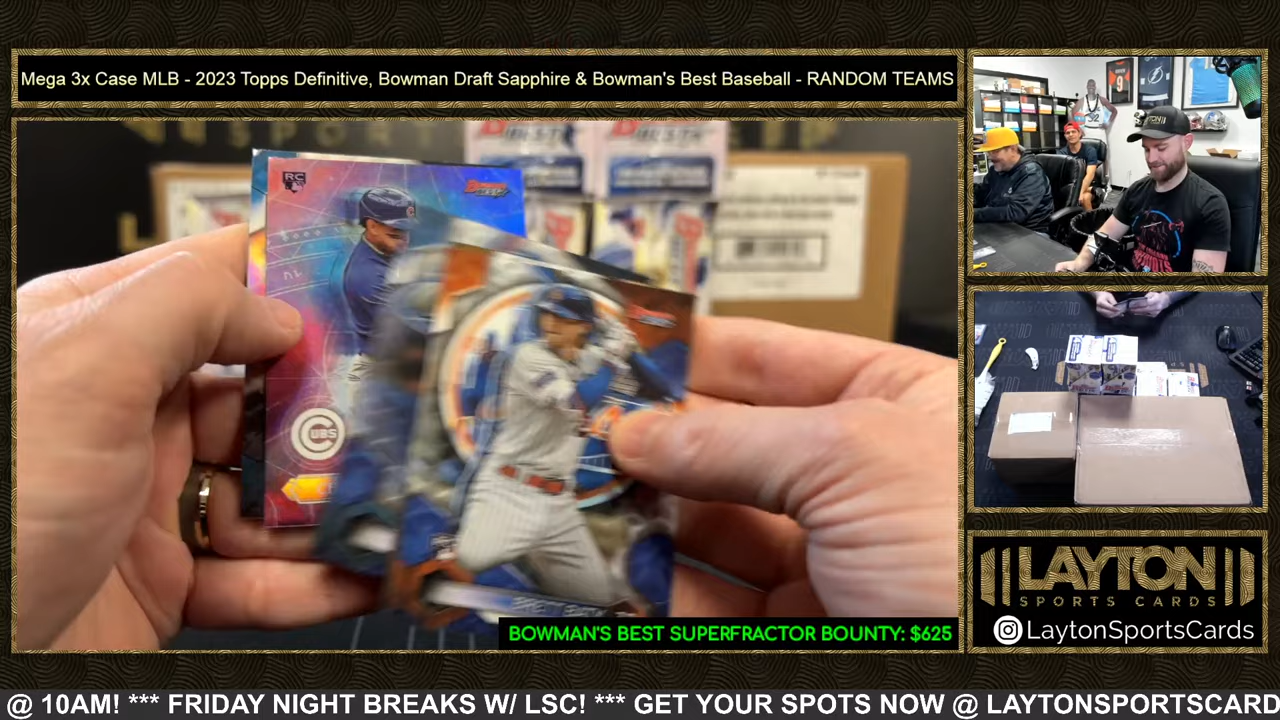 Mega 3x Case MLB - 2023 Topps Definitive, Bowman Draft Sapphire & Bowman's Best Baseball - RANDOM TEAMS
RC
CUBS
BOWMAN'S BEST SUPERFRACTOR BOUNTY: $625
LAYTON
SPORTS CARDS
LaytonSportsCards
@ 10AM! *** FRIDAY NIGHT BREAKS W/ LSC! *** GET YOUR SPOTS NOW @ LAYTONSPORTSCARD